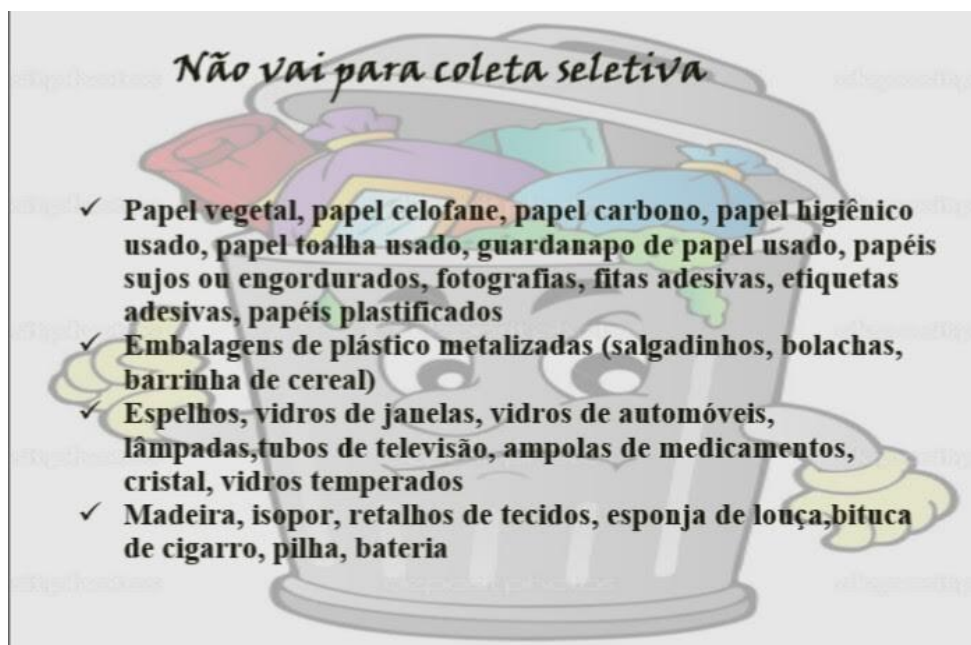 Não vai para coleta seletiva
✓ Papel vegetal, papel celofane, papel carbono, papel higiênico
usado, papel toalha usado, guardanapo de papel usado, papéis
sujos ou engordurados, fotografias, fitas adesivas, etiquetas
adesivas, papéis plastificados
✓ Embalagens de plástico metalizadas (salgadinhos, bolachas,
barrinha de cereal)
✓ Espelhos, vidros de janelas, vidros de automóveis,
lâmpadas,tubos de televisão, ampolas de medicamentos,
cristal, vidros temperados
✓ Madeira, isopor, retalhos de tecidos, esponja de louça,bituca
de cigarro, pilha, bateria